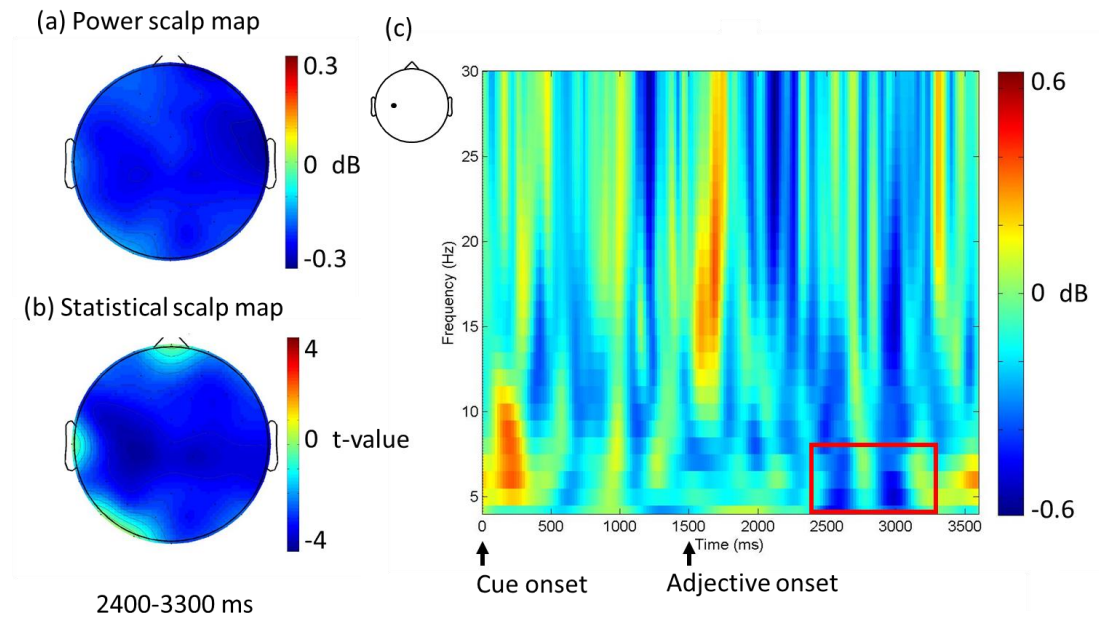 (a) Power scalp map
0.3
0 dB
-0.3
(b) Statistical scalp map
4
0 t-value
-4
2400-3300 ms
(c)
30
25
20
15
10
5
Frequency (Hz)
0 500 1000 1500 2000 2500 3000 3500
Time (ms)
Cue onset
Adjective onset
0.6
0 dB
-0.6